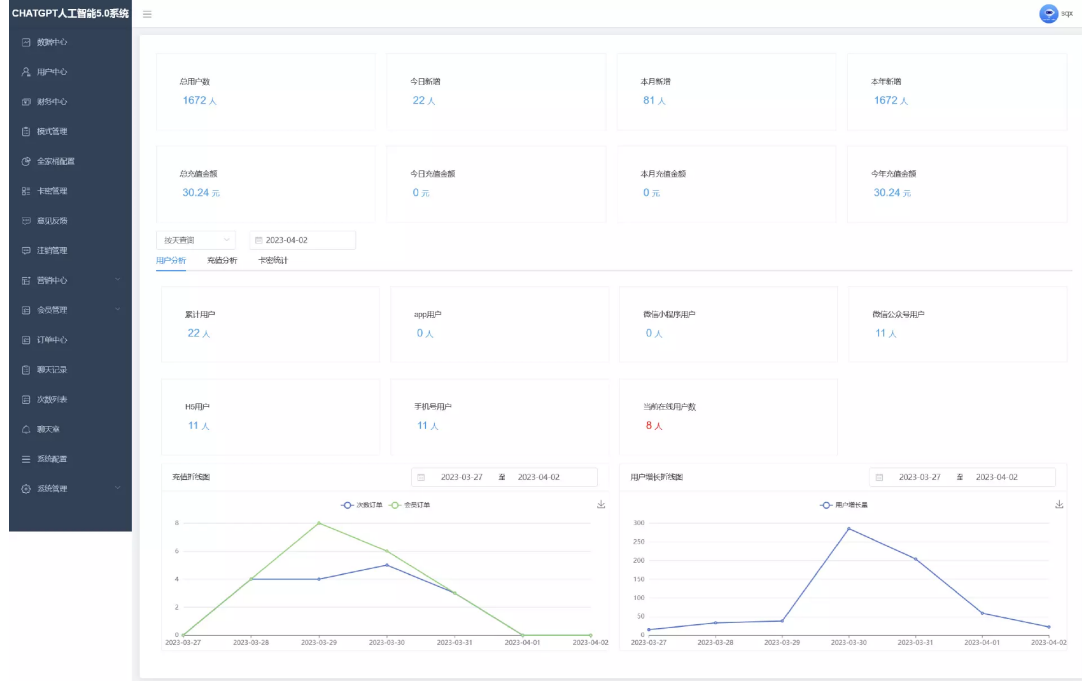 CHATGPT人工智能5.0系统
sqx
数据中心
用户中心
财务中心
模式管理
全家桶配置
卡密管理
意见反馈
注销管理
营销中心
会员管理
订单中心
聊天记录
次数列表
聊天室
系统配置
系统管理
总用户数 今日新增 本月新增 本年新增
1672 人 22 人 81 人 1672 人
总充值金额 今日充值金额 本月充值金额 今年充值金额
30.24 元 0 元 0 元 30.24 元
按天查询 2023-04-02
用户分析 充值分析 卡密统计
累计用户 app用户 微信小程序用户 微信公众号用户
22 人 0 人 0 人 11 人
H5用户 手机号用户 当前在线用户数
11 人 11 人 8 人
充值折线图 2023-03-27 至 2023-04-02
次数订单 会员订单
8
6
4
2
0
2023-03-27 2023-03-28 2023-03-29 2023-03-30 2023-03-31 2023-04-01 2023-04-02
用户增长折线图 2023-03-27 至 2023-04-02
用户增长量
300
250
200
150
100
50
0
2023-03-27 2023-03-28 2023-03-29 2023-03-30 2023-03-31 2023-04-01 2023-04-02